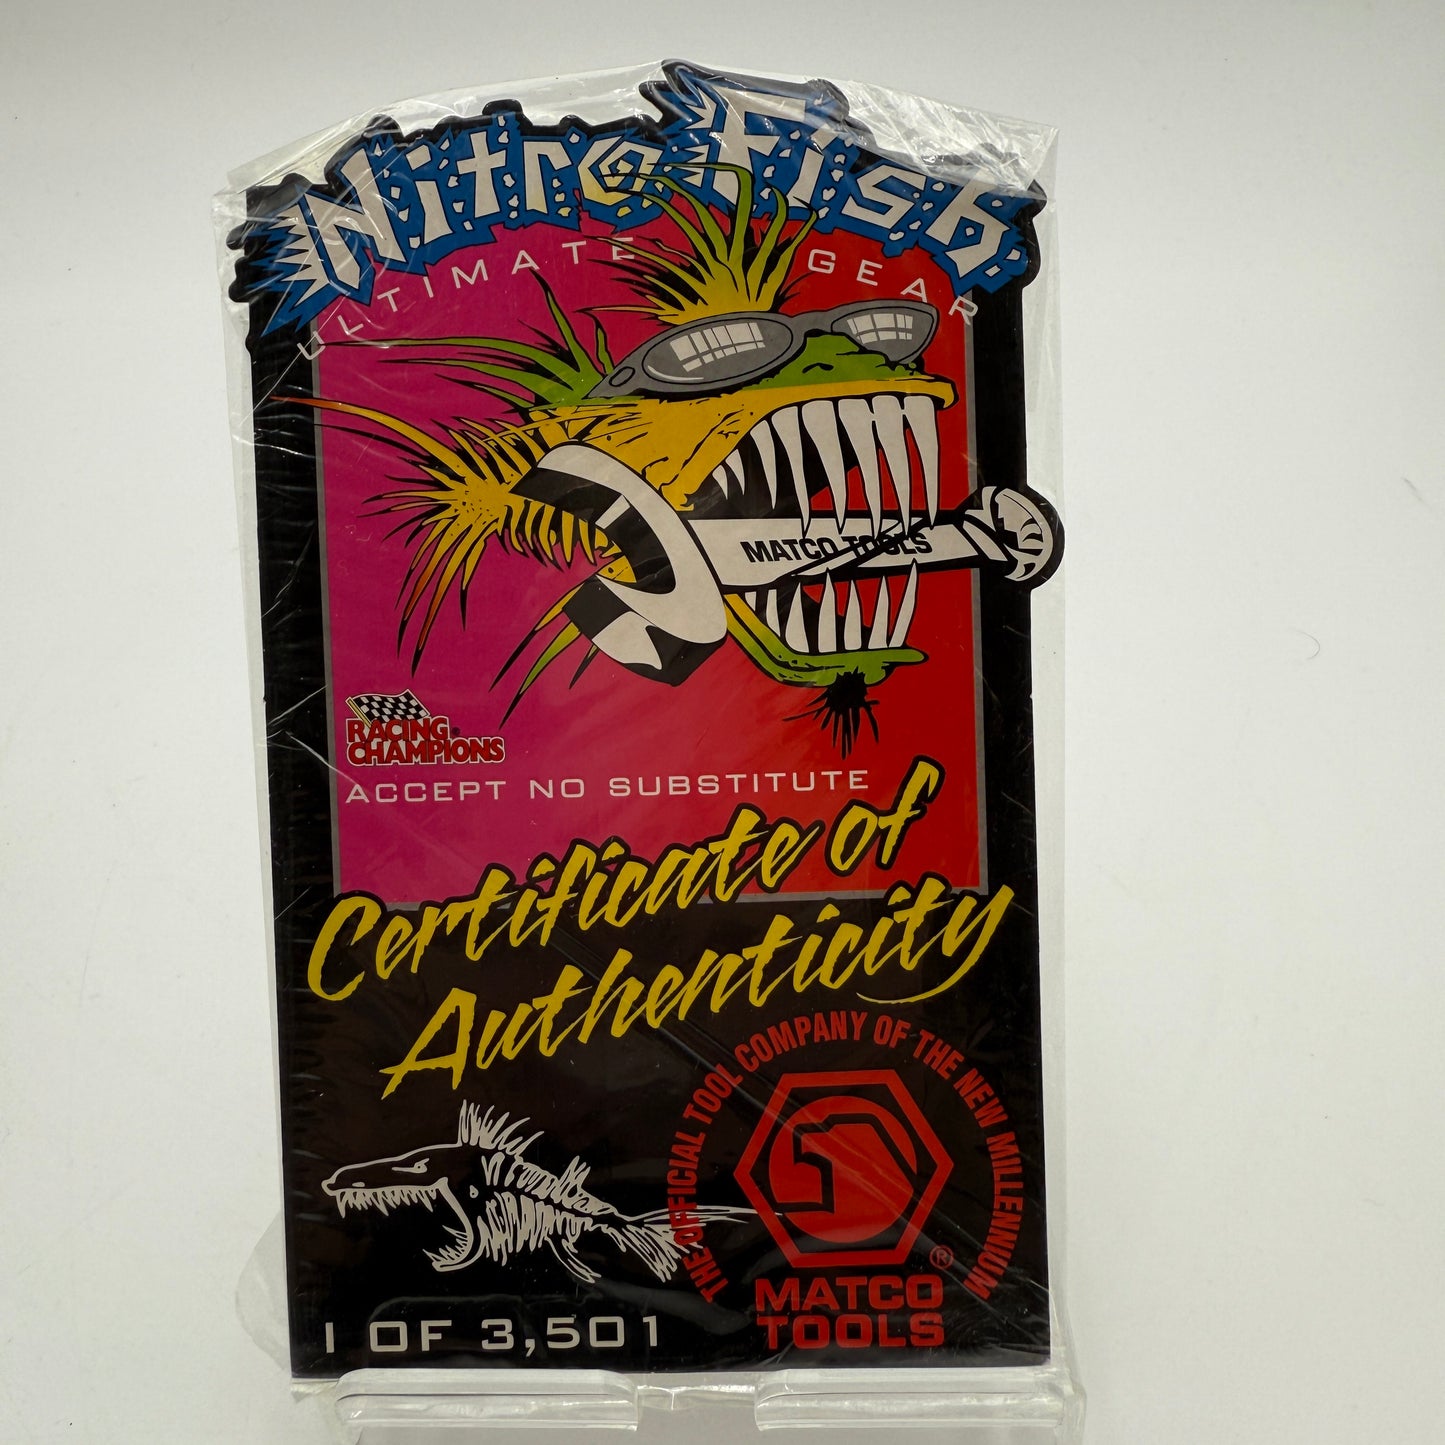 Nitro Fish
ULTIMATE GEAR
MATCO TOOLS
RACING
CHAMPIONS®
ACCEPT NO SUBSTITUTE
Certificate of
Authenticity
THE OFFICIAL TOOL COMPANY OF THE NEW MILLENNIUM
®
MATCO
TOOLS
1 OF 3,501